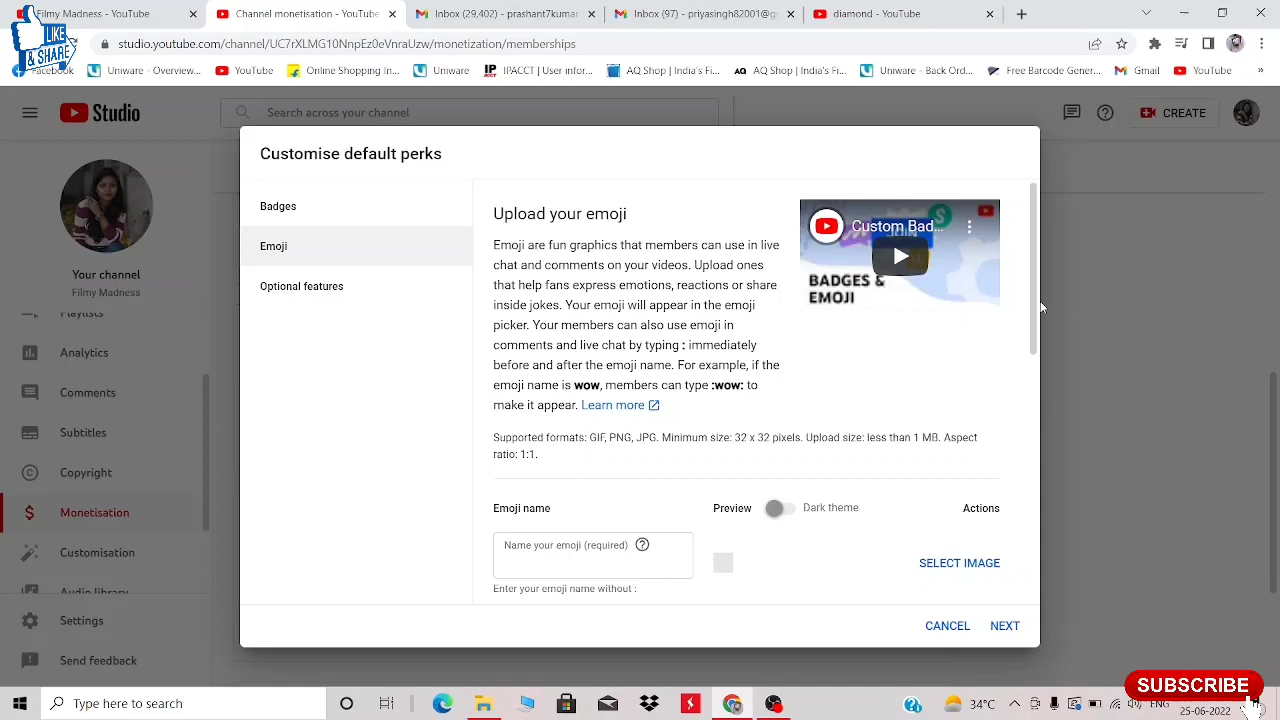 Filmy Madness - YouTube
Channel monetisation - YouTube
Inbox (97) - prashant7kumar
Inbox (97) -
diamond - YouTube
LIKE
& SHARE
studio.youtube.com/channel/UC7rXLMG10NnpEz0eVnraUzw/monetization/memberships
Facebook
Uniware - Overview...
YouTube
Online Shopping In...
Uniware
IPACCT | User infor...
AQ Shop | India's Fi...
AQ Shop | India's Fi...
Uniware - Back Ord...
Free Barcode Gener...
Gmail
YouTube
»
Studio
Search across your channel
CREATE
Customise default perks
Badges
Emoji
Optional features
Your channel
Filmy Madness
Playlists
Analytics
Comments
Subtitles
Copyright
Monetisation
Customisation
Audio library
Settings
Send feedback
Upload your emoji
Emoji are fun graphics that members can use in live
chat and comments on your videos. Upload ones
that help fans express emotions, reactions or share
inside jokes. Your emoji will appear in the emoji
picker. Your members can also use emoji in
comments and live chat by typing : immediately
before and after the emoji name. For example, if the
emoji name is wow, members can type :wow: to
make it appear. Learn more
Custom Bad...
BADGES &
EMOJI
Supported formats: GIF, PNG, JPG. Minimum size: 32 x 32 pixels. Upload size: less than 1 MB. Aspect
ratio: 1:1.
Emoji name
Preview
Dark theme
Actions
Name your emoji (required)
SELECT IMAGE
Enter your emoji name without :
CANCEL
NEXT
SUBSCRIBE
Type here to search
34°C
ENG
25-06-2022